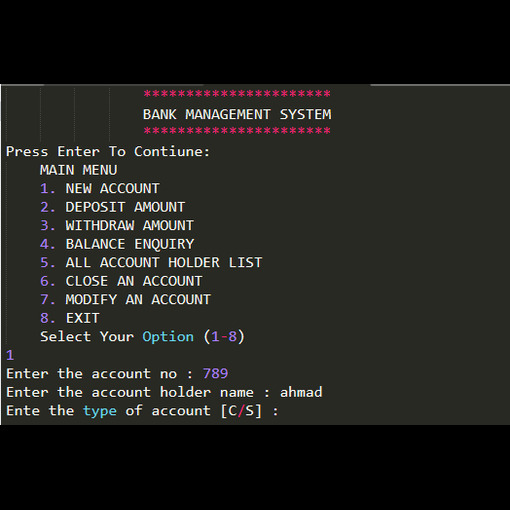 **********************
BANK MANAGEMENT SYSTEM
**********************
Press Enter To Contiune:
MAIN MENU
1. NEW ACCOUNT
2. DEPOSIT AMOUNT
3. WITHDRAW AMOUNT
4. BALANCE ENQUIRY
5. ALL ACCOUNT HOLDER LIST
6. CLOSE AN ACCOUNT
7. MODIFY AN ACCOUNT
8. EXIT
Select Your Option (1-8)
1
Enter the account no : 789
Enter the account holder name : ahmad
Ente the type of account [C/S] :